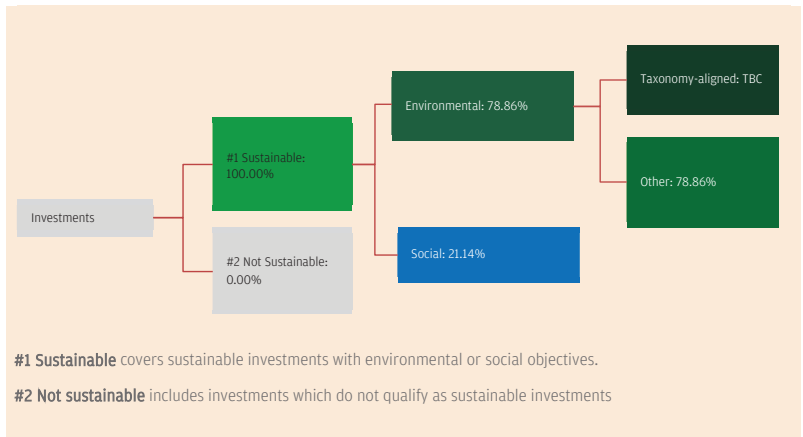 Taxonomy-aligned: TBC
Environmental: 78.86%
#1 Sustainable:
100.00%
Other: 78.86%
Investments
#2 Not Sustainable:
0.00%
Social: 21.14%
#1 Sustainable covers sustainable investments with environmental or social objectives.
#2 Not sustainable includes investments which do not qualify as sustainable investments